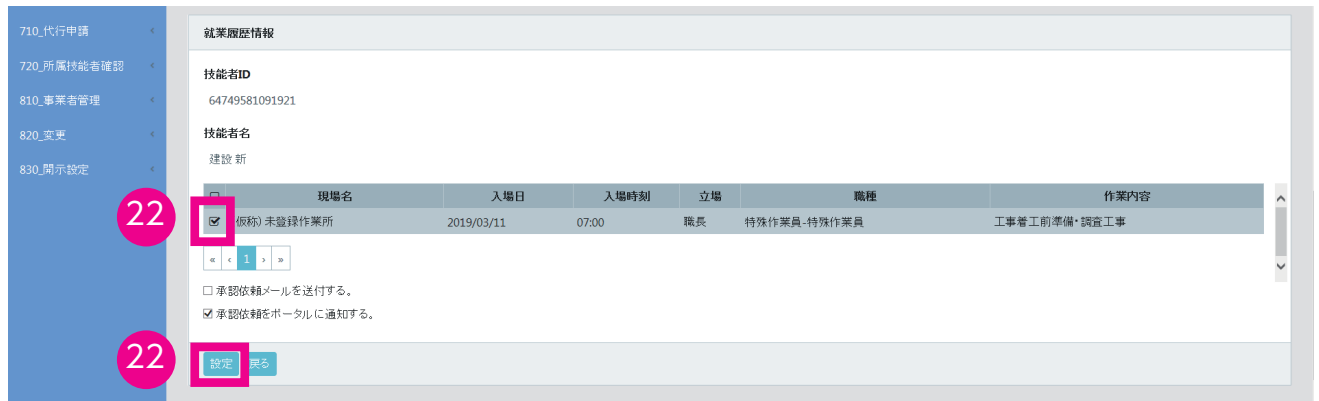 710_代行申請
720_所属技能者確認
810_事業者管理
820_変更
830_開示設定
就業履歴情報
技能者ID
64749581091921
技能者名
建設 新
現場名 入場日 入場時刻 立場 職種 作業内容
22
仮称) 未登録作業所 2019/03/11 07:00 職長 特殊作業員-特殊作業員 工事着工前準備・調査工事
« ‹ 1 › »
承認依頼メールを送付する。
承認依頼をポータルに通知する。
22
設定 戻る